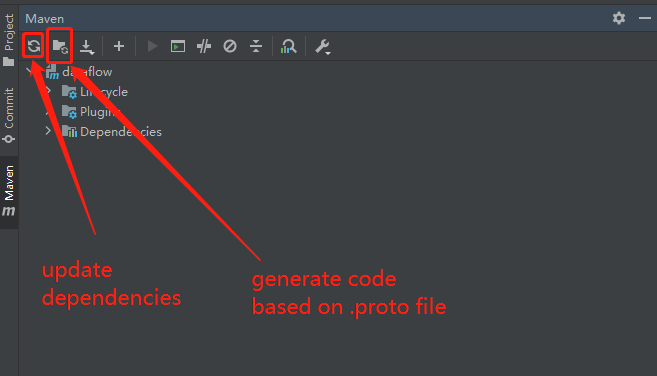 Maven
Project
Commit
Maven
dataflow
Lifecycle
Plugins
Dependencies
update
dependencies
generate code
based on .proto file